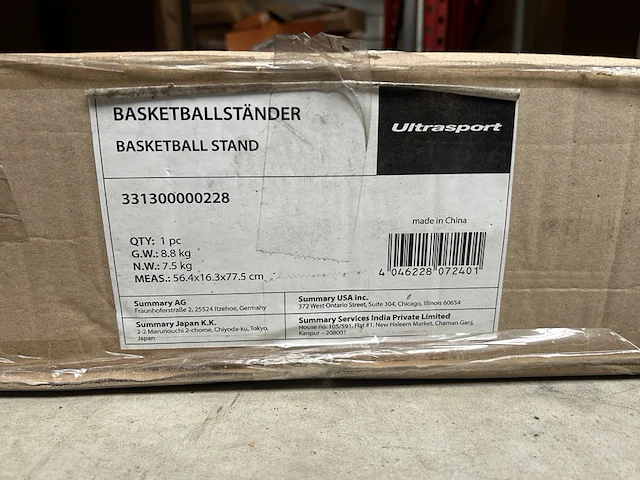 BASKETBALLSTÄNDER
BASKETBALL STAND
Ultrasport
331300000228
made in China
QTY: 1 pc
G.W.: 8.8 kg
N.W.: 7.5 kg
MEAS.: 56.4x16.3x77.5 cm
4 046228 072401
Summary AG
Fraunhoferstraße 2, 25524 Itzehoe, Germany
Summary USA inc.
372 West Ontario Street, Suite 304, Chicago, Illinois 60654
Summary Japan K.K.
2-2 Marunouchi 2-chome, Chiyoda-ku, Tokyo,
Japan
Summary Services India Private Limited
House no. 105/591, Flat #1, New Haleem Market, Chaman Ganj,
Kanpur – 208001